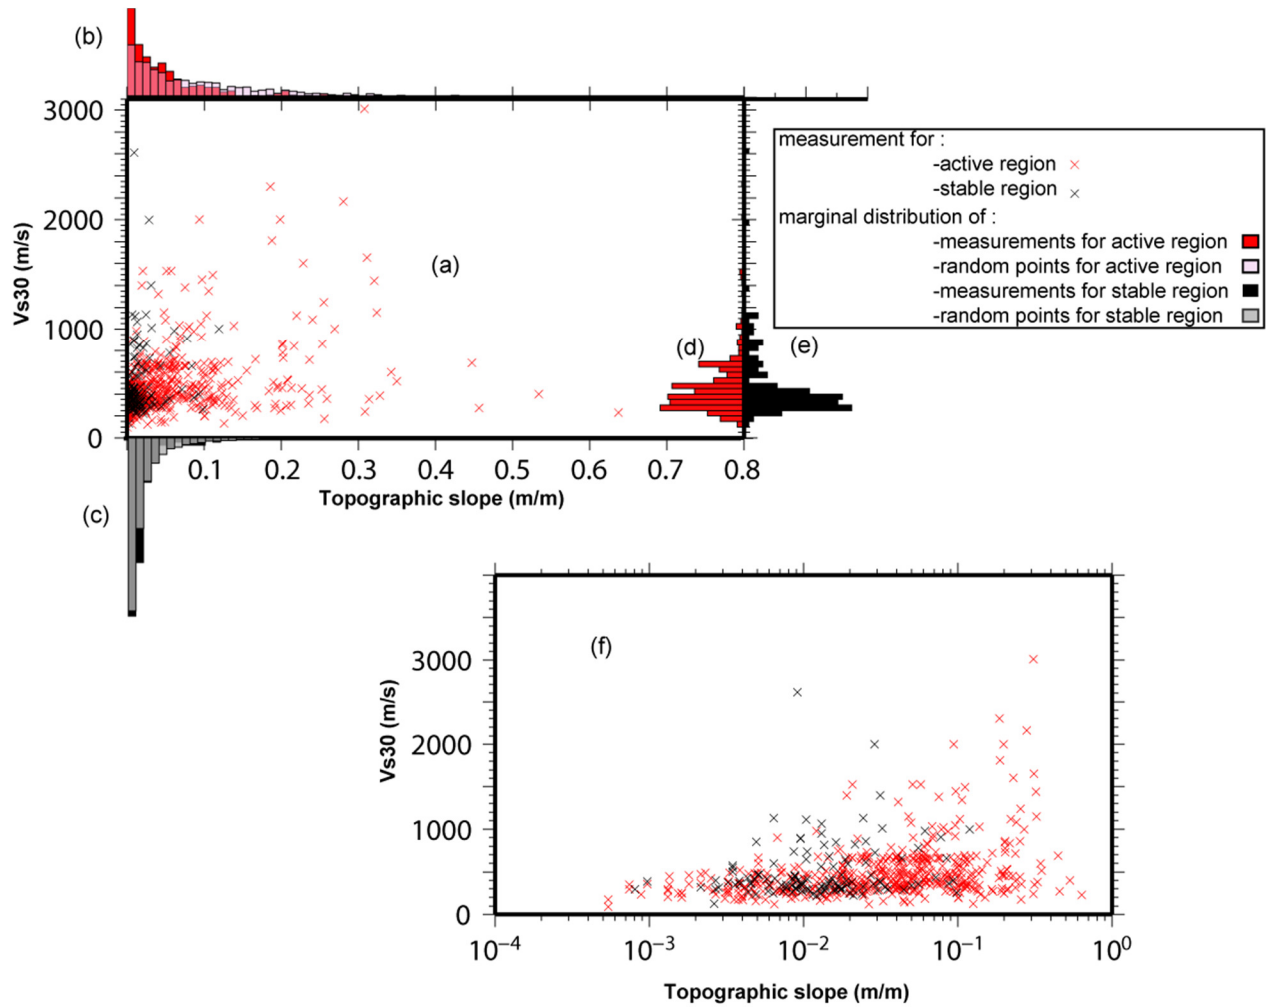 (b)
3000
2000
1000
0
Vs30 (m/s)
(a)
(d)
(e)
0.1 0.2 0.3 0.4 0.5 0.6 0.7 0.8
Topographic slope (m/m)
(c)
measurement for :
-active region
-stable region
marginal distribution of :
-measurements for active region
-random points for active region
-measurements for stable region
-random points for stable region
(f)
3000
2000
1000
0
Vs30 (m/s)
10⁻⁴ 10⁻³ 10⁻² 10⁻¹ 10⁰
Topographic slope (m/m)